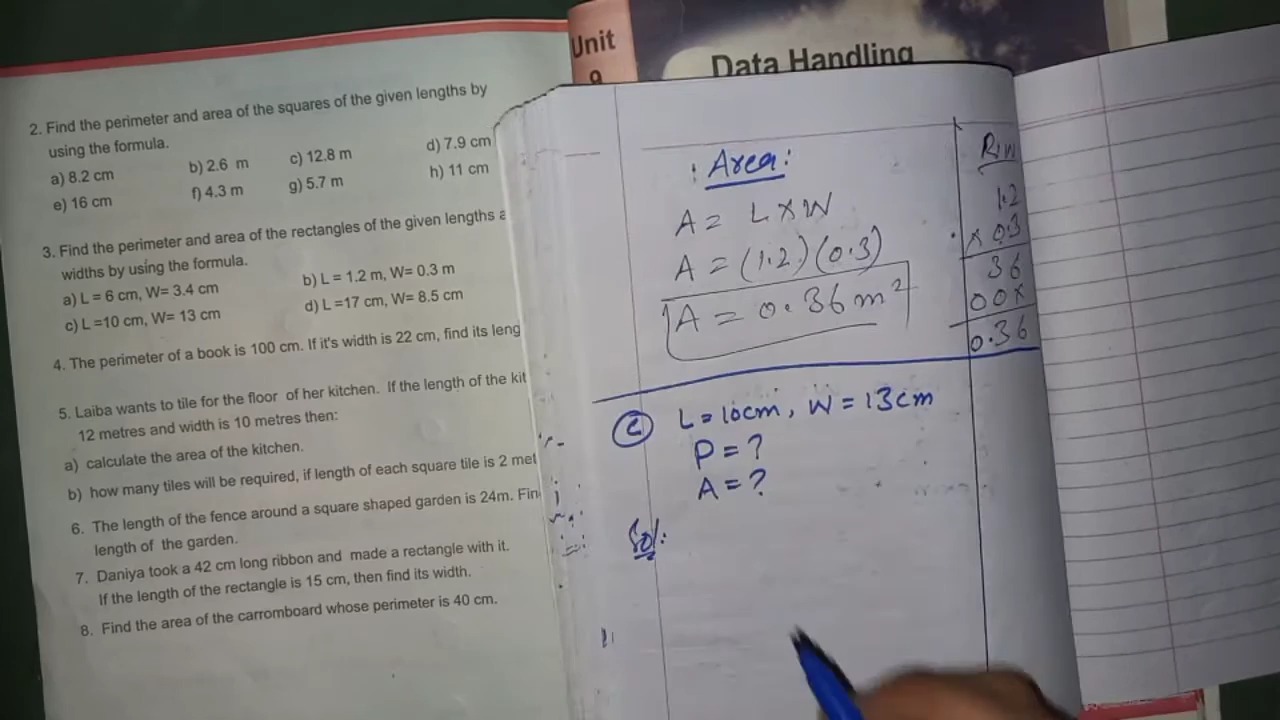 Unit
9
Data Handling
2. Find the perimeter and area of the squares of the given lengths by
using the formula.
a) 8.2 cm b) 2.6 m c) 12.8 m d) 7.9 cm
e) 16 cm f) 4.3 m g) 5.7 m h) 11 cm
3. Find the perimeter and area of the rectangles of the given lengths a
widths by using the formula.
a) L = 6 cm, W= 3.4 cm b) L = 1.2 m, W= 0.3 m
c) L =10 cm, W= 13 cm d) L =17 cm, W= 8.5 cm
4. The perimeter of a book is 100 cm. If it's width is 22 cm, find its leng
5. Laiba wants to tile for the floor of her kitchen. If the length of the kit
12 metres and width is 10 metres then:
a) calculate the area of the kitchen.
b) how many tiles will be required, if length of each square tile is 2 met
6. The length of the fence around a square shaped garden is 24m. Fin
length of the garden.
7. Daniya took a 42 cm long ribbon and made a rectangle with it.
If the length of the rectangle is 15 cm, then find its width.
8. Find the area of the carromboard whose perimeter is 40 cm.
: Area :
A = L x W
A = (1.2) (0.3)
A = 0.36 m²
R.W
1.2
x 0.3
36
00x
0.36
c L = 10cm, W = 13cm
P = ?
A = ?
Sol: